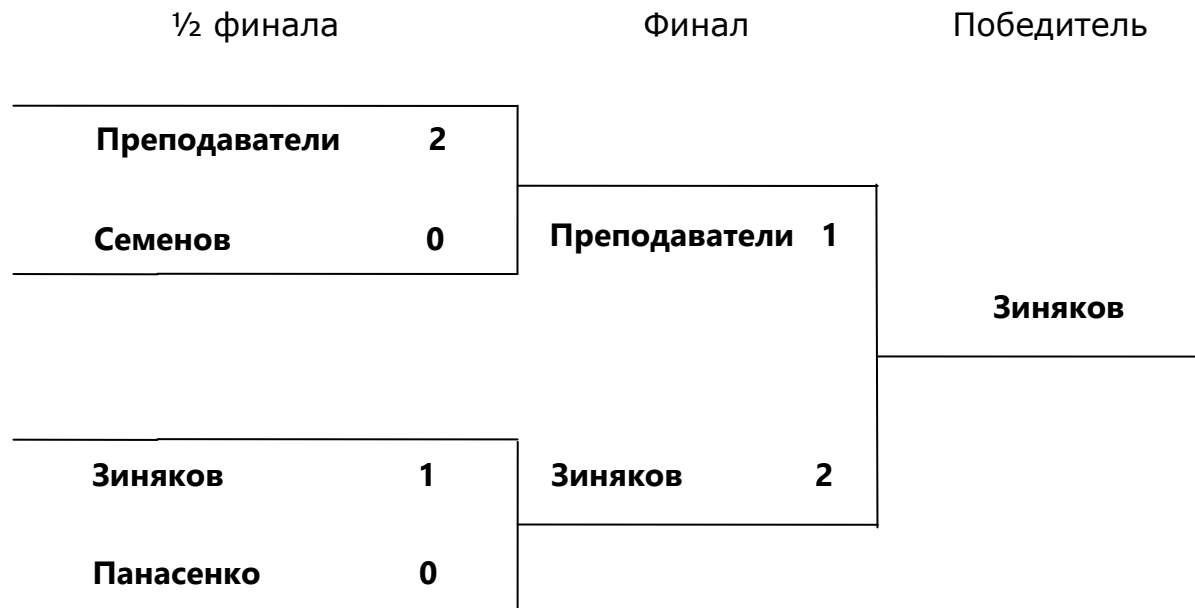 ½ финала Финал Победитель
Преподаватели 2
Семенов 0
Преподаватели 1
Зиняков
Зиняков 1
Зиняков 2
Панасенко 0